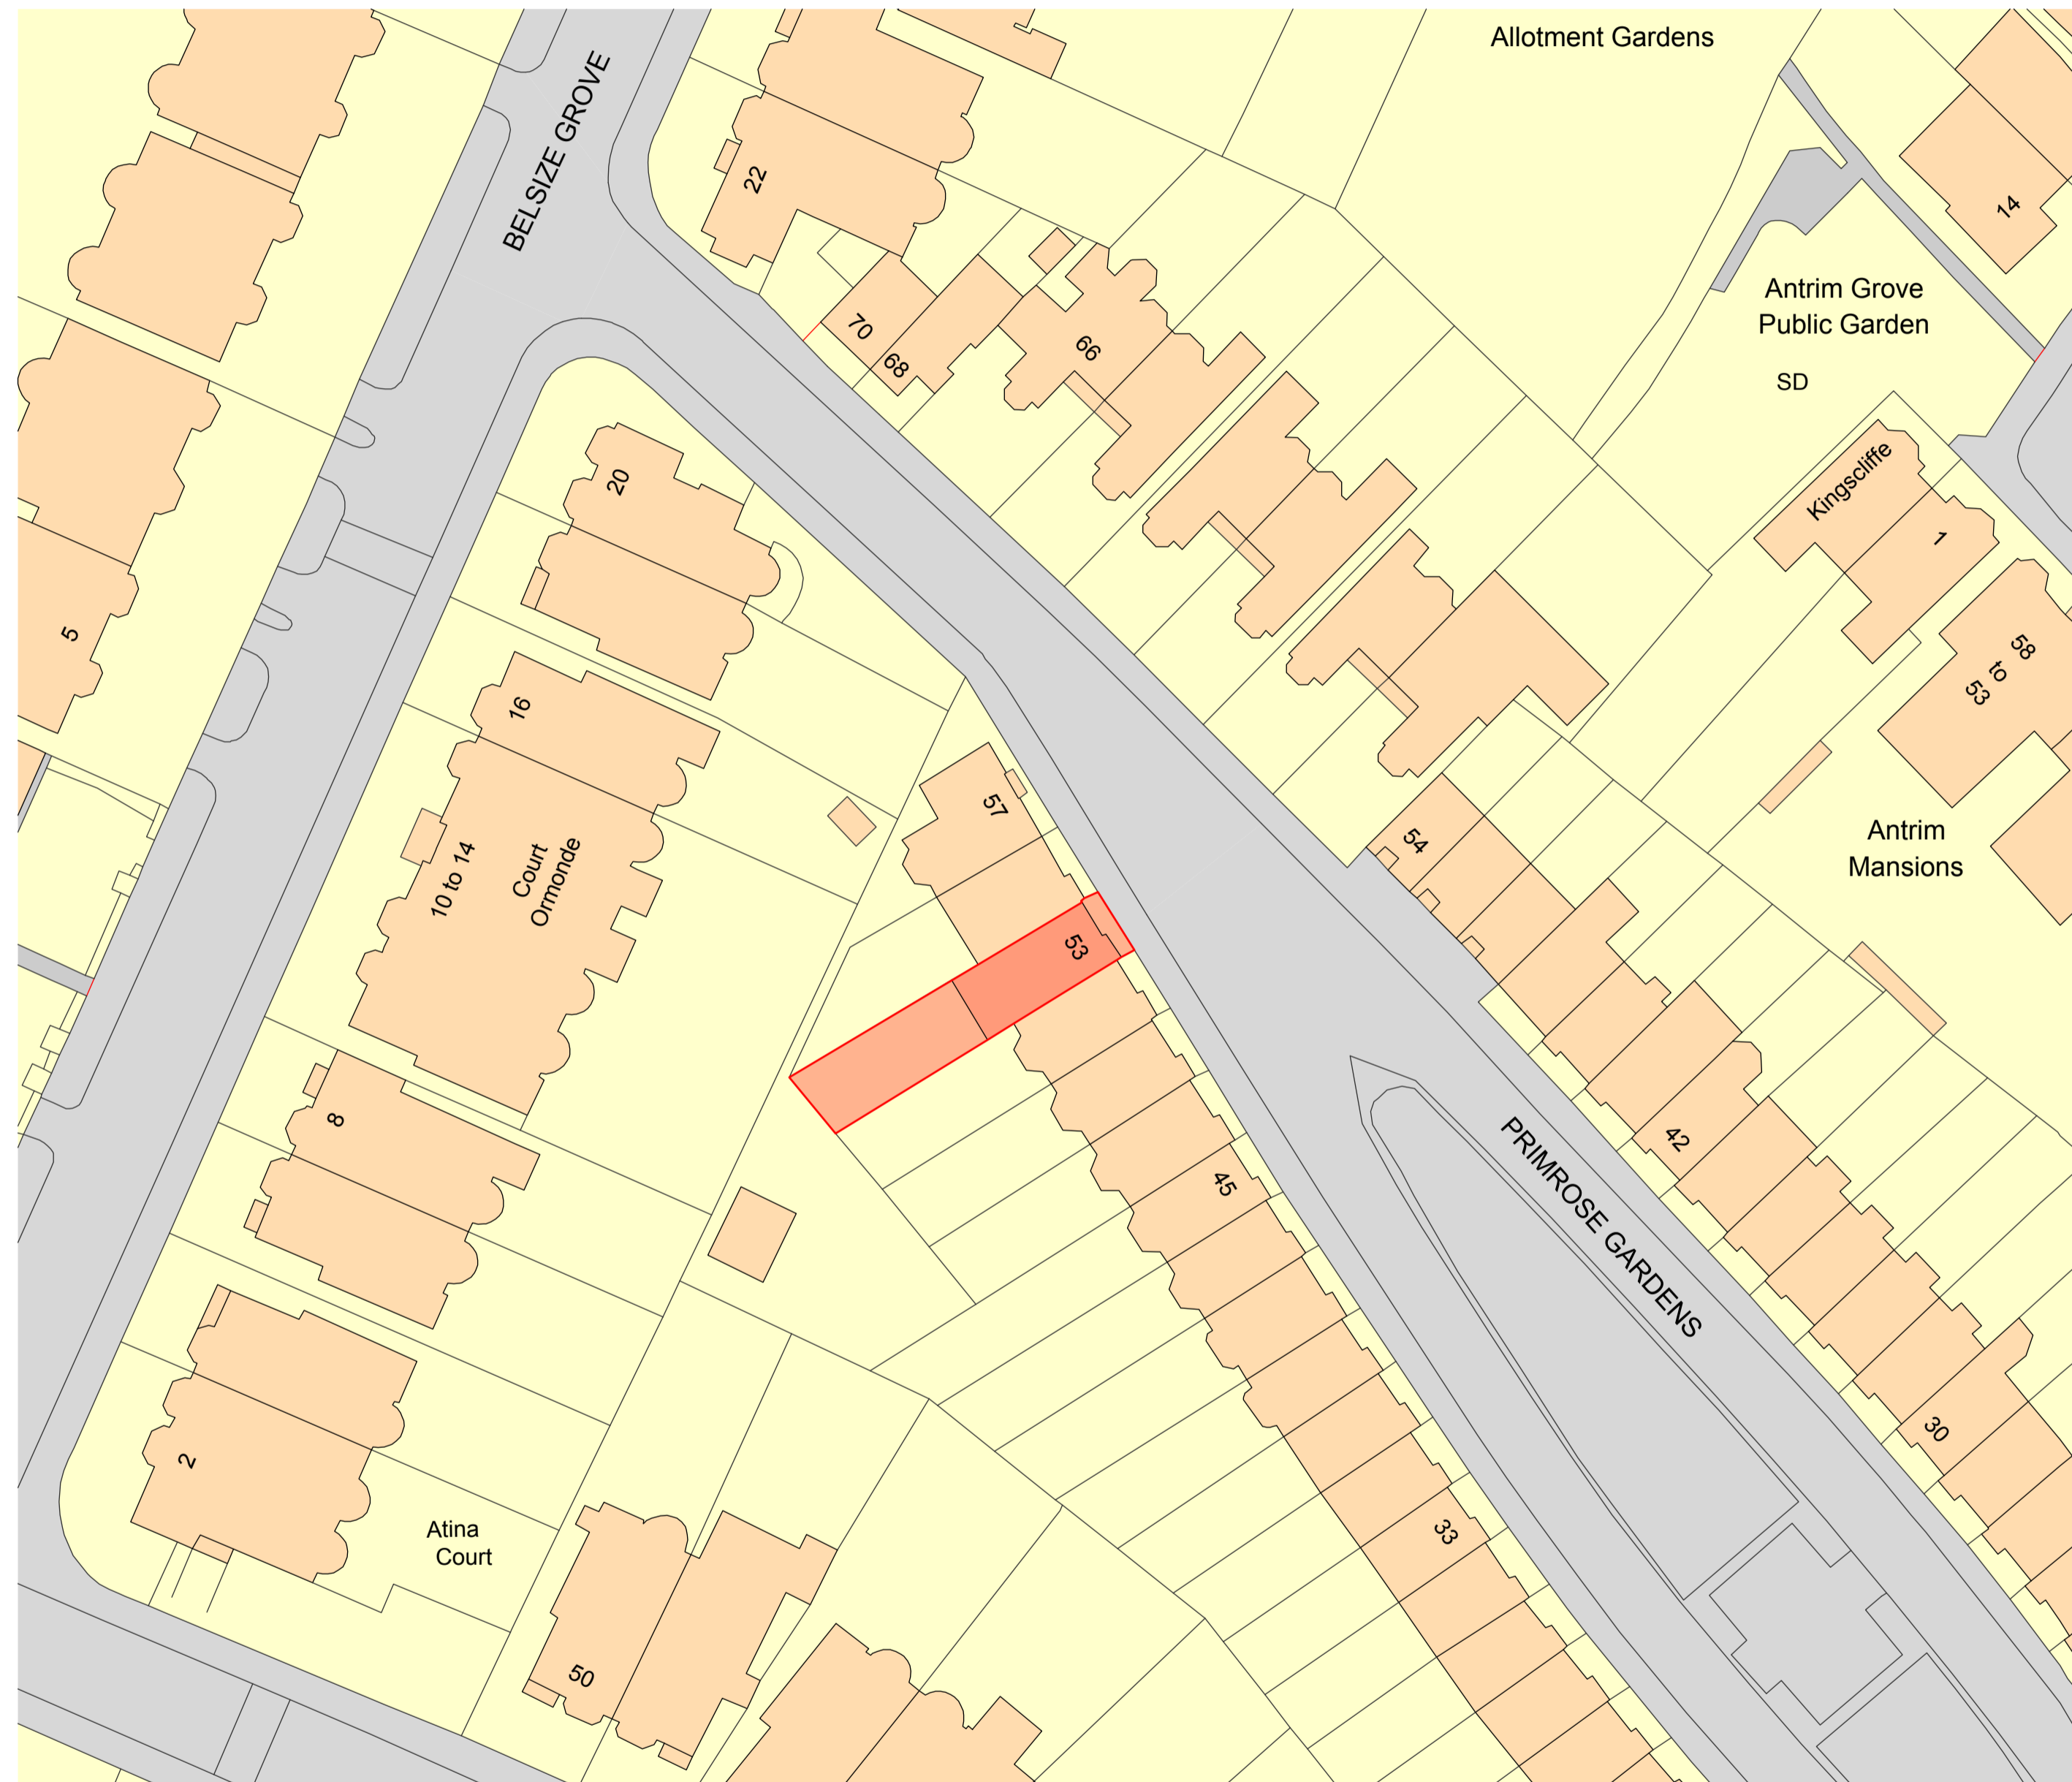 Allotment Gardens
BELSIZE GROVE
22
14
Antrim Grove
Public Garden
SD
70
68
66
Kingscliffe
1
20
58
to
53
5
16
57
54
Antrim
Mansions
10 to 14
Court
Ormonde
53
8
45
42
PRIMROSE GARDENS
2
30
Atina
Court
33
50